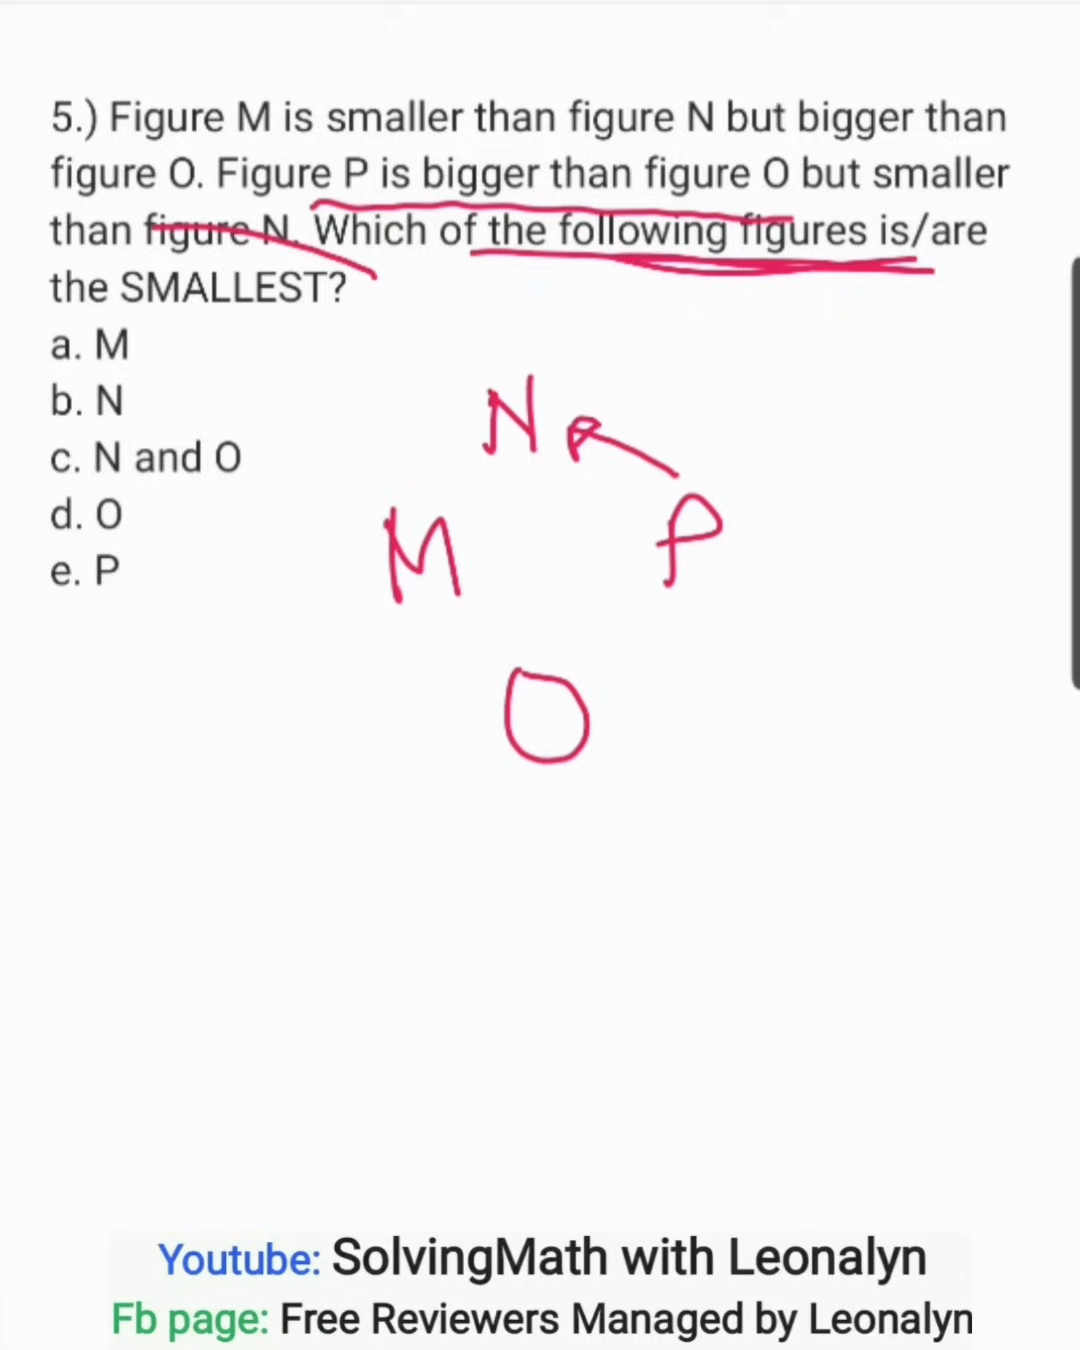 5.) Figure M is smaller than figure N but bigger than
figure O. Figure P is bigger than figure O but smaller
than figure N. Which of the following figures is/are
the SMALLEST?
a. M
b. N
c. N and O
d. O
e. P
N
M P
O
Youtube: SolvingMath with Leonalyn
Fb page: Free Reviewers Managed by Leonalyn